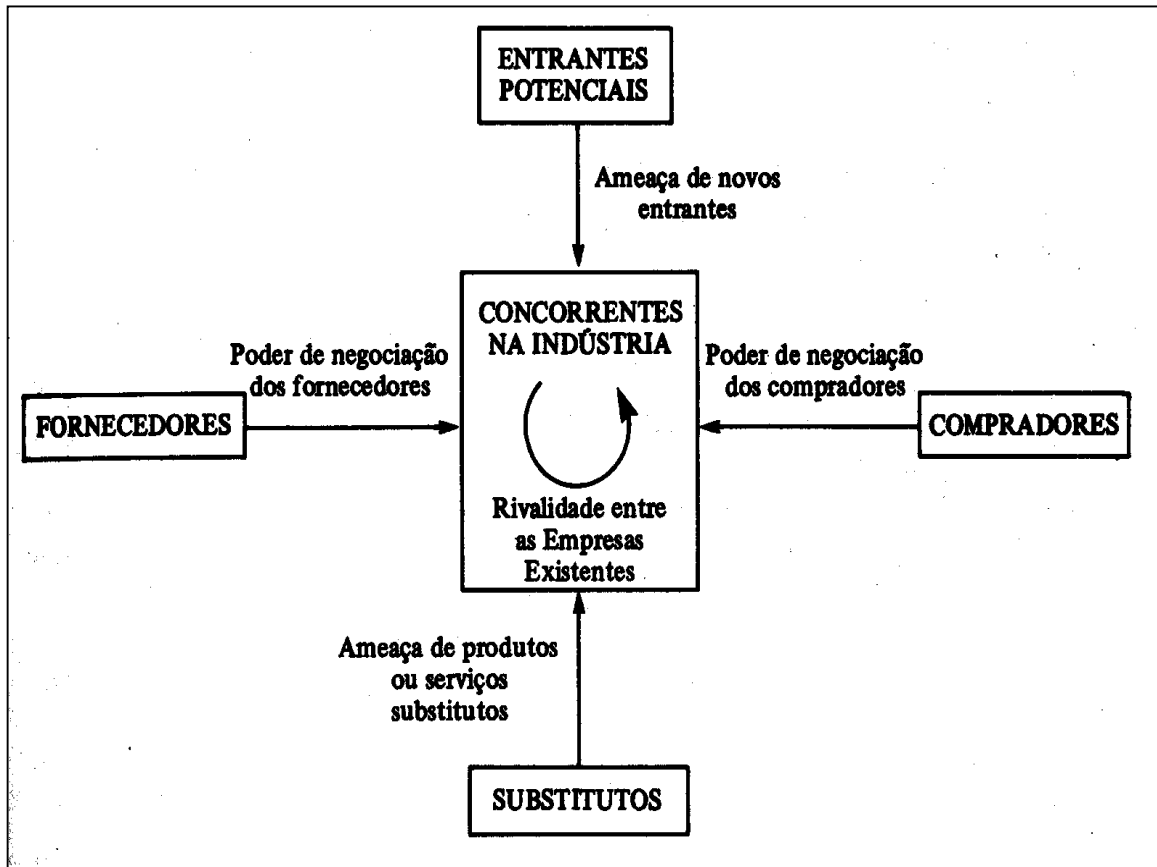 ENTRANTES
POTENCIAIS
Ameaça de novos
entrantes
CONCORRENTES
NA INDÚSTRIA
Poder de negociação
dos fornecedores
Poder de negociação
dos compradores
FORNECEDORES
COMPRADORES
Rivalidade entre
as Empresas
Existentes
Ameaça de produtos
ou serviços
substitutos
SUBSTITUTOS